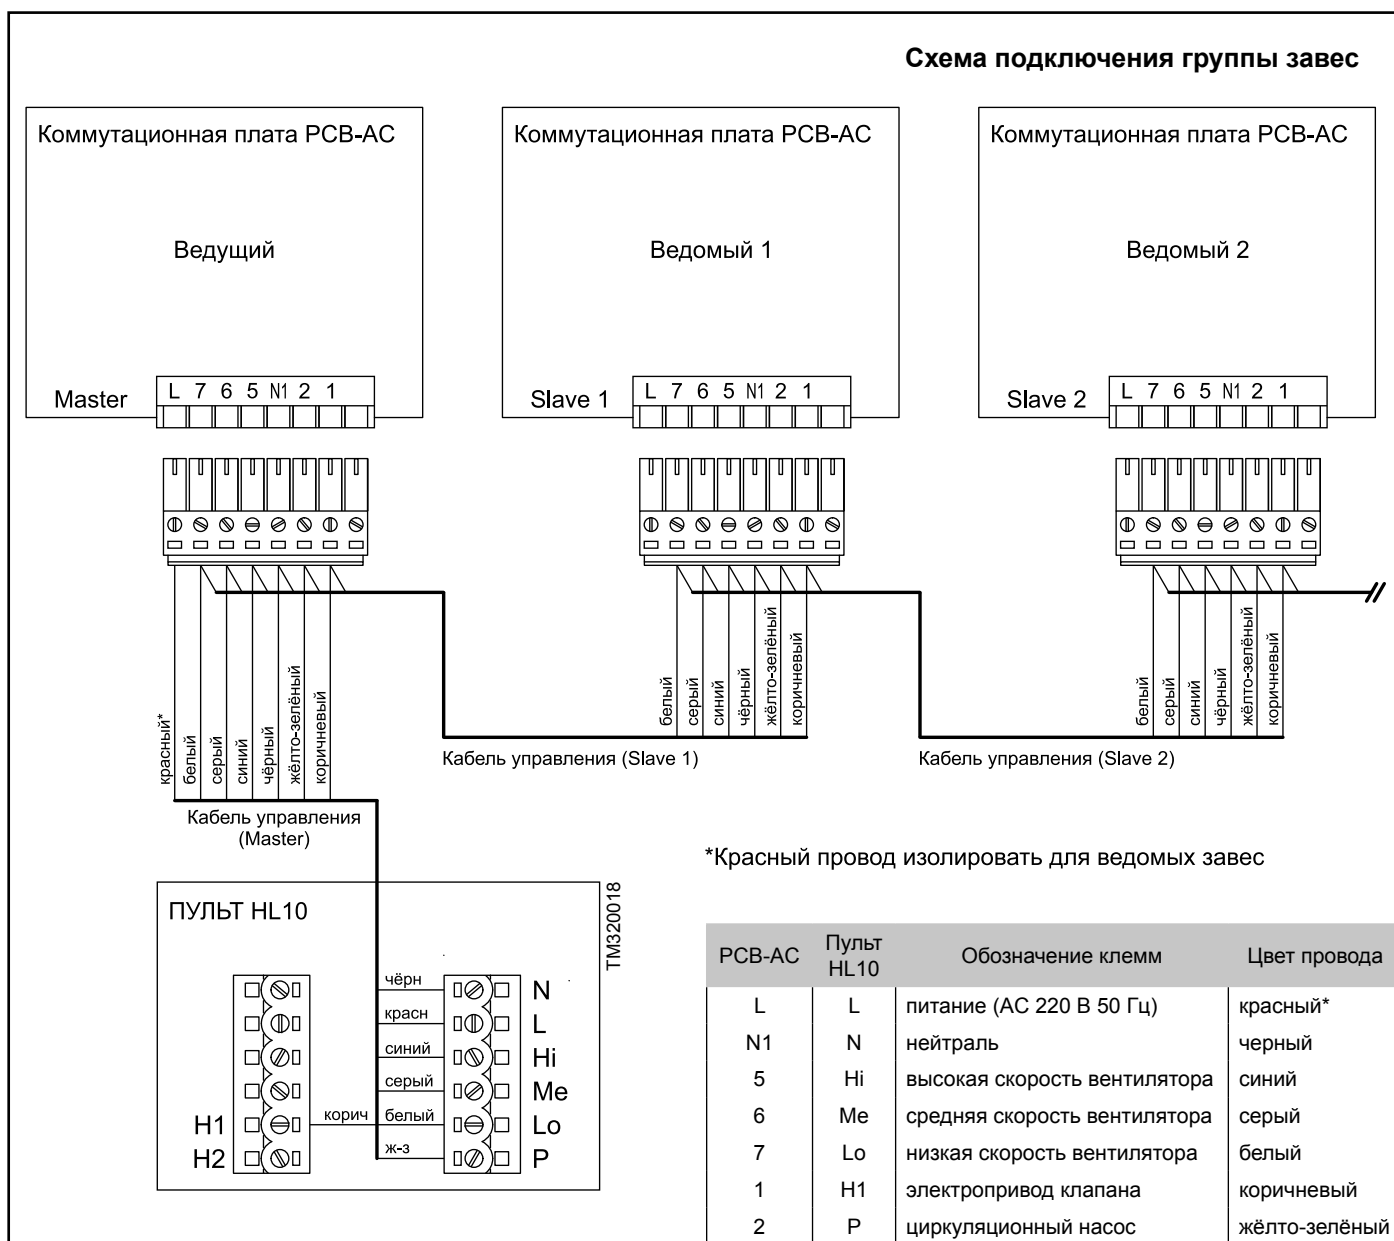 Схема подключения группы завес
Коммутационная плата PCB-AC
Ведущий
Master
L 7 6 5 N1 2 1
Коммутационная плата PCB-AC
Ведомый 1
Slave 1
L 7 6 5 N1 2 1
Коммутационная плата PCB-AC
Ведомый 2
Slave 2
L 7 6 5 N1 2 1
красный*
белый
серый
синий
чёрный
жёлто-зелёный
коричневый
белый
серый
синий
чёрный
жёлто-зелёный
коричневый
белый
серый
синий
чёрный
жёлто-зелёный
коричневый
Кабель управления (Slave 1)
Кабель управления (Slave 2)
Кабель управления
(Master)
*Красный провод изолировать для ведомых завес
ПУЛЬТ HL10
TM320018
чёрн N
красн L
синий Hi
серый Me
H1 корич белый Lo
H2 ж-з P
PCB-AC Пульт HL10 Обозначение клемм Цвет провода
L L питание (AC 220 В 50 Гц) красный*
N1 N нейтраль черный
5 Hi высокая скорость вентилятора синий
6 Me средняя скорость вентилятора серый
7 Lo низкая скорость вентилятора белый
1 H1 электропривод клапана коричневый
2 P циркуляционный насос жёлто-зелёный